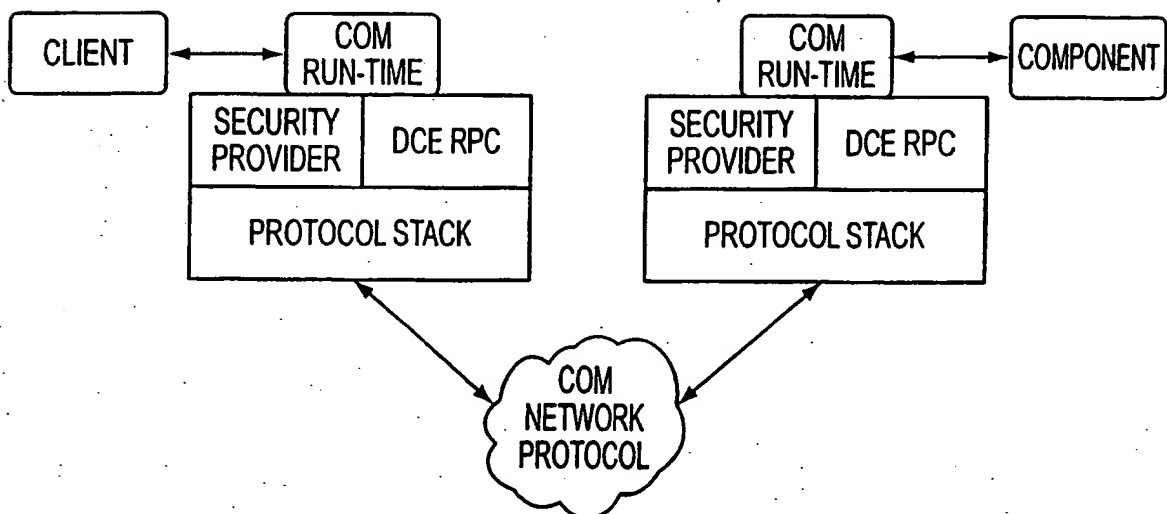 CLIENT
COM
RUN-TIME
SECURITY
PROVIDER
DCE RPC
PROTOCOL STACK
COM
RUN-TIME
COMPONENT
SECURITY
PROVIDER
DCE RPC
PROTOCOL STACK
COM
NETWORK
PROTOCOL